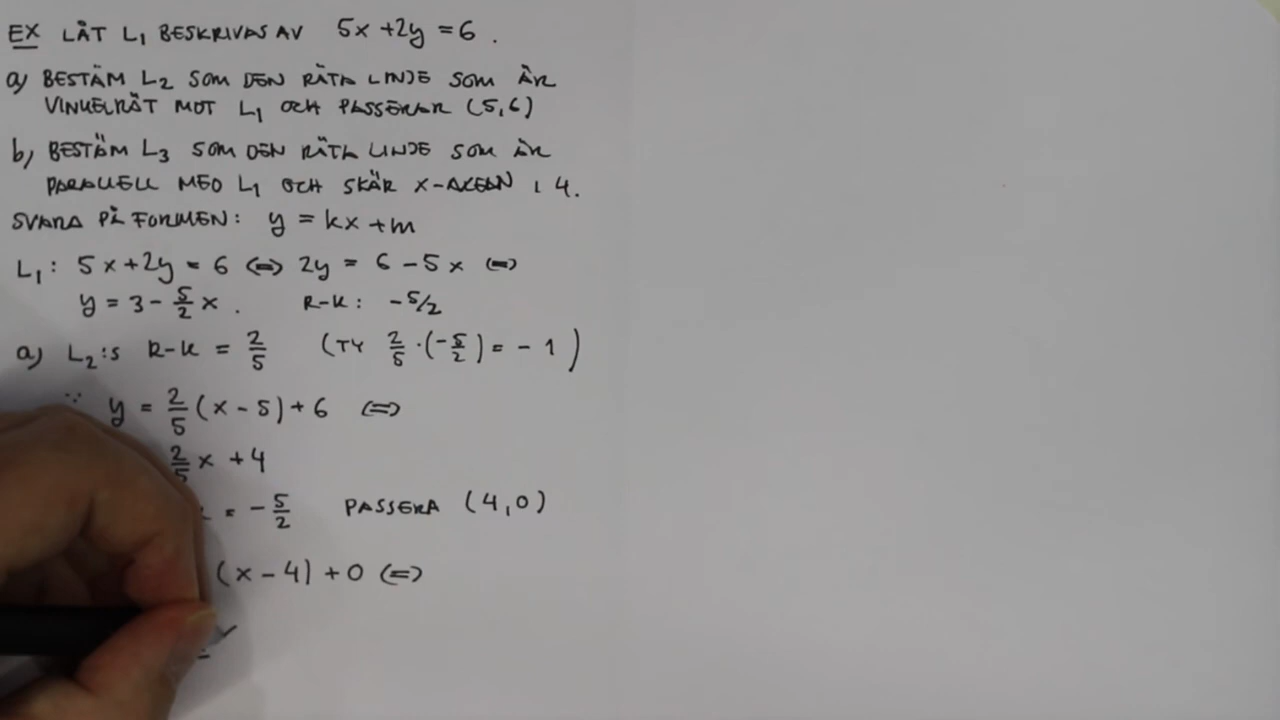 EX LÅT L₁ BESKRIVAS AV 5x + 2y = 6.
a) BESTÄM L₂ SOM DEN RÄTA LINJE SOM ÄR
VINKELRÄT MOT L₁ OCH PASSERAR (5,6)
b) BESTÄM L₃ SOM DEN RÄTA LINJE SOM ÄR
PARALLELL MED L₁ OCH SKÄR X-AXELN I 4.
SVARA PÅ FORMEN: y = kx + m
L₁: 5x + 2y = 6 ⇔ 2y = 6 - 5x ⇔
y = 3 - 5/2 x. R-K: -5/2
a) L₂:s R-K = 2/5 (TY 2/5 · (-5/2) = -1)
∵ y = 2/5 (x - 5) + 6 ⇔
2/5 x + 4
= -5/2 PASSERA (4,0)
(x - 4) + 0 ⇔